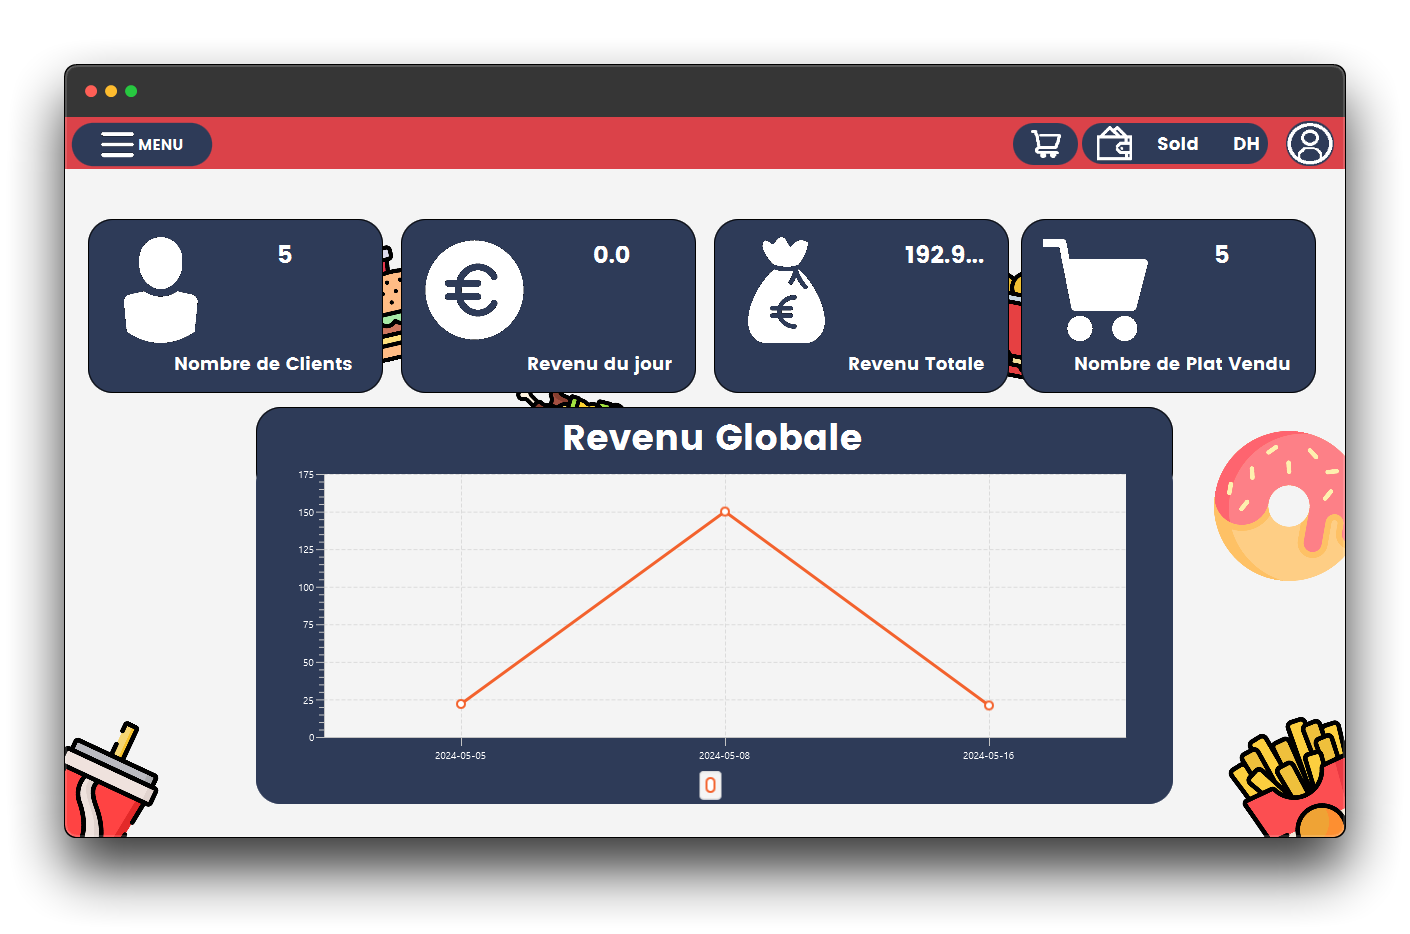 MENU
Sold DH
5
Nombre de Clients
0.0
Revenu du jour
192.9...
Revenu Totale
5
Nombre de Plat Vendu
Revenu Globale
175
150
125
100
75
50
25
0
2024-05-05 2024-05-08 2024-05-16